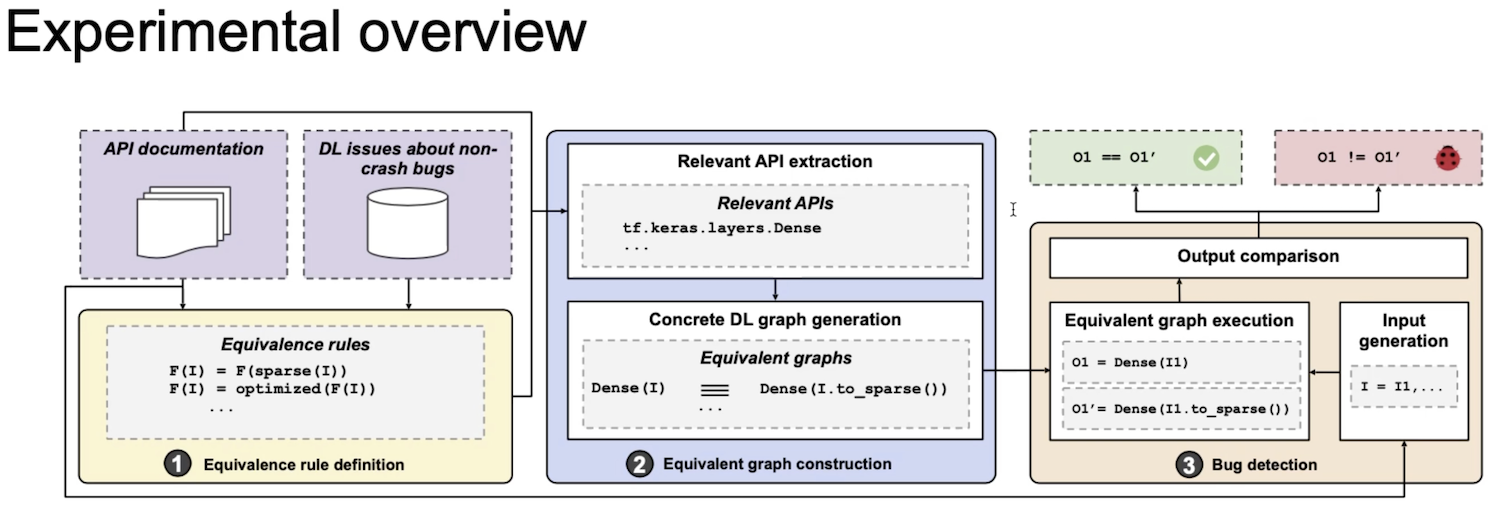 Experimental overview
API documentation
DL issues about non-
crash bugs
Equivalence rules
F(I) = F(sparse(I))
F(I) = optimized(F(I))
...
1 Equivalence rule definition
Relevant API extraction
Relevant APIs
tf.keras.layers.Dense
...
Concrete DL graph generation
Equivalent graphs
Dense(I) ≡ Dense(I.to_sparse())
...
2 Equivalent graph construction
O1 == O1’
O1 != O1’
Output comparison
Equivalent graph execution
O1 = Dense(I1)
O1’= Dense(I1.to_sparse())
Input
generation
I = I1,...
3 Bug detection